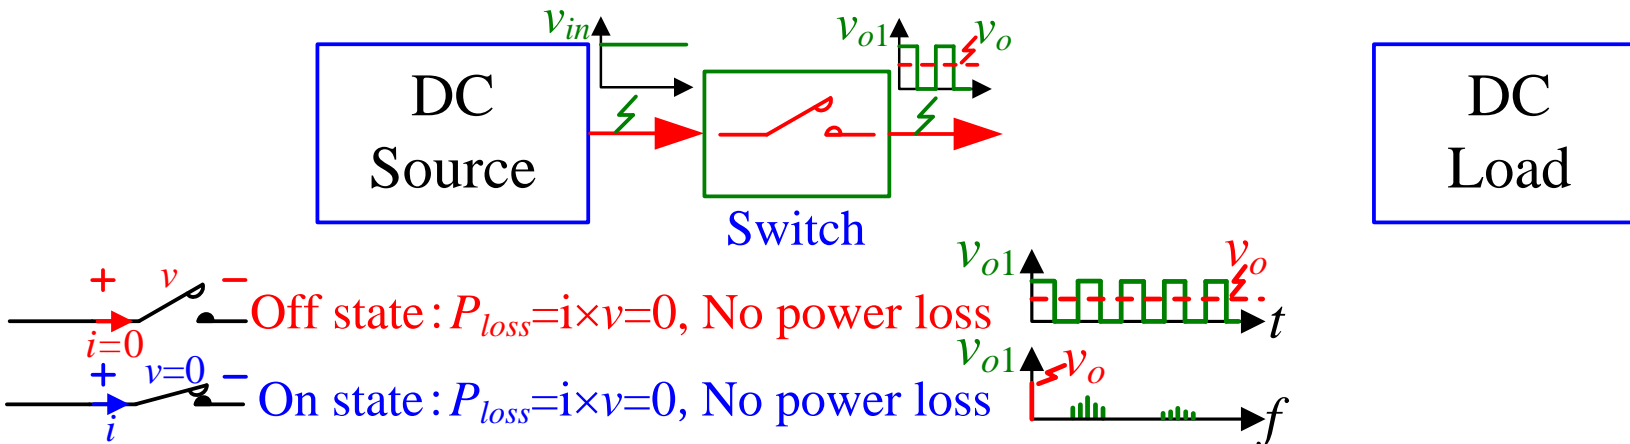 v_in
v_o1
v_o
DC
Source
DC
Load
Switch
+ v −
i=0
Off state: P_loss=i×v=0, No power loss
v_o1
v_o
t
+ v=0 −
i
On state: P_loss=i×v=0, No power loss
v_o1
v_o
f